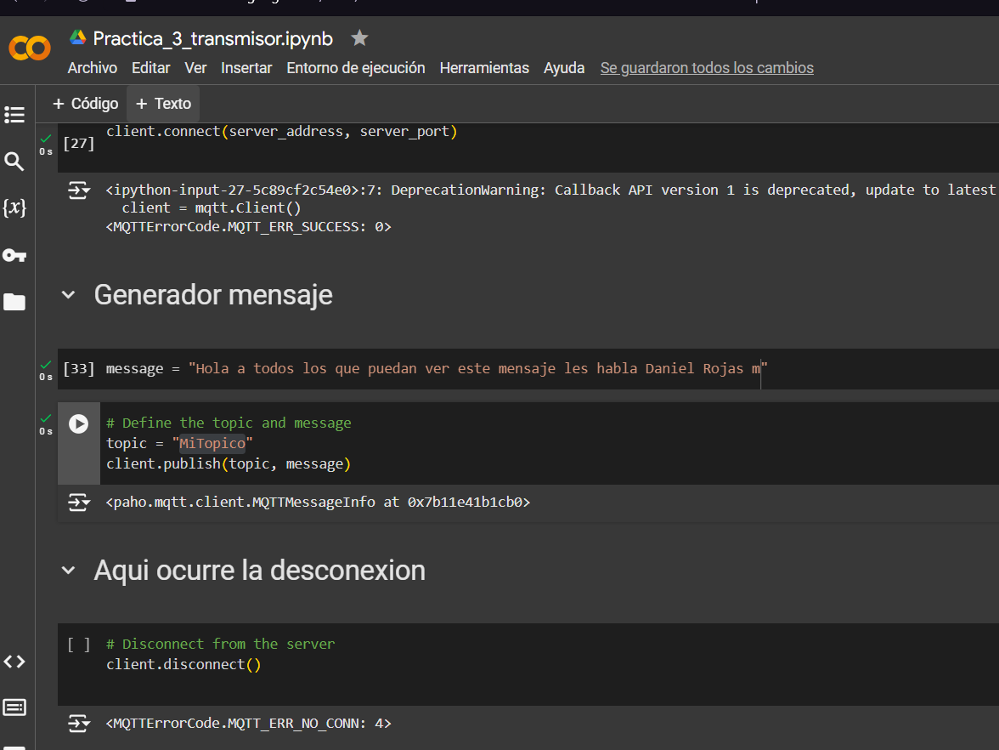 Practica_3_transmisor.ipynb
Archivo Editar Ver Insertar Entorno de ejecución Herramientas Ayuda Se guardaron todos los cambios
+ Código + Texto
client.connect(server_address, server_port)
[27]
0 s
<ipython-input-27-5c89cf2c54e0>:7: DeprecationWarning: Callback API version 1 is deprecated, update to latest
client = mqtt.Client()
<MQTTErrorCode.MQTT_ERR_SUCCESS: 0>
{x}
Generador mensaje
[33] message = "Hola a todos los que puedan ver este mensaje les habla Daniel Rojas m"
0 s
# Define the topic and message
0 s
topic = "MiTopico"
client.publish(topic, message)
<paho.mqtt.client.MQTTMessageInfo at 0x7b11e41b1cb0>
Aqui ocurre la desconexion
[ ] # Disconnect from the server
client.disconnect()
<MQTTErrorCode.MQTT_ERR_NO_CONN: 4>